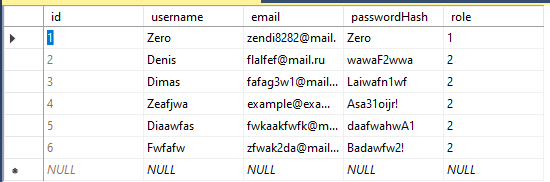 id username email passwordHash role
1 Zero zendi8282@mail. Zero 1
2 Denis flalfef@mail.ru wawaF2wwa 2
3 Dimas fafag3w1@mail... Laiwafn1wf 2
4 Zeafjwa example@exa... Asa31oijr! 2
5 Diaawfas fwkaakfwfk@m... daafwahwA1 2
6 Fwfafw zfwak2da@mail... Badawfw2! 2
NULL NULL NULL NULL NULL